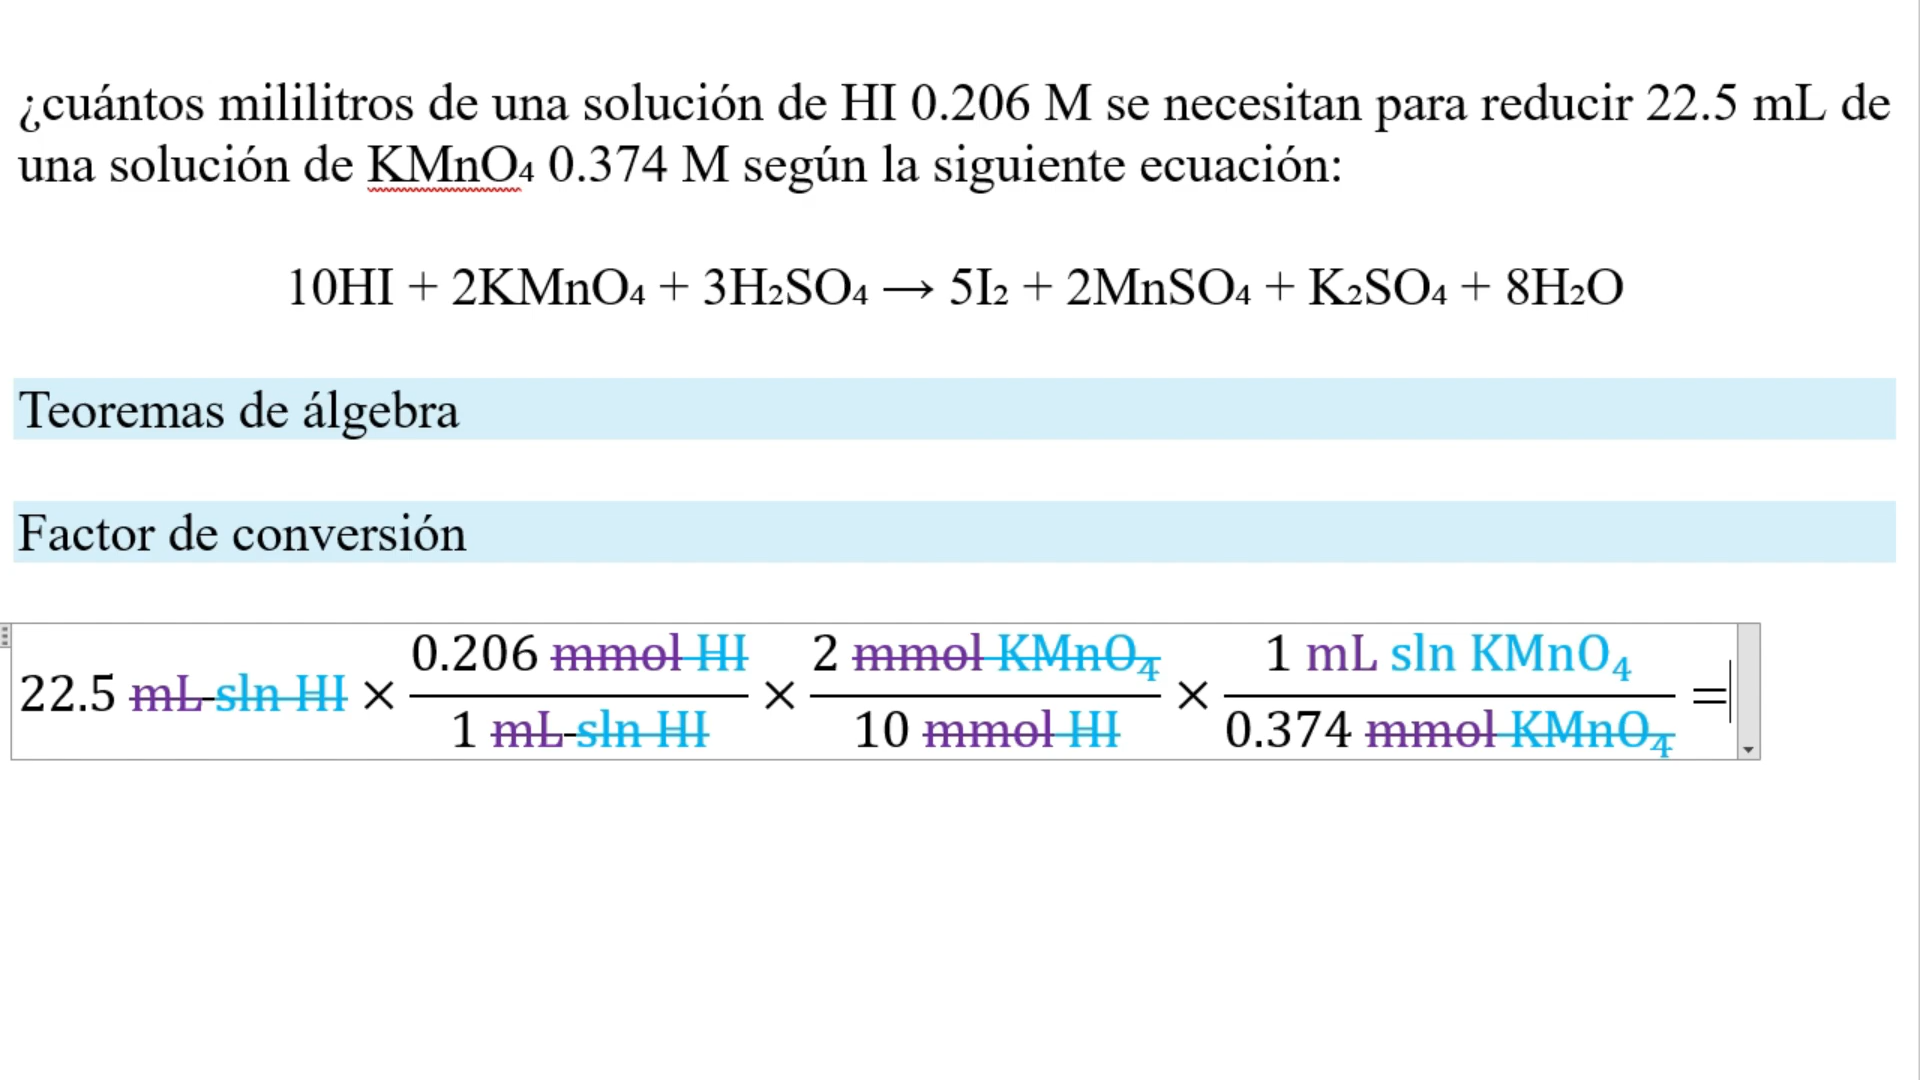 ¿cuántos mililitros de una solución de HI 0.206 M se necesitan para reducir 22.5 mL de
una solución de KMnO₄ 0.374 M según la siguiente ecuación:
10HI + 2KMnO₄ + 3H₂SO₄ → 5I₂ + 2MnSO₄ + K₂SO₄ + 8H₂O
Teoremas de álgebra
Factor de conversión
22.5 mL sln HI × 0.206 mmol HI / 1 mL sln HI × 2 mmol KMnO₄ / 10 mmol HI × 1 mL sln KMnO₄ / 0.374 mmol KMnO₄ =